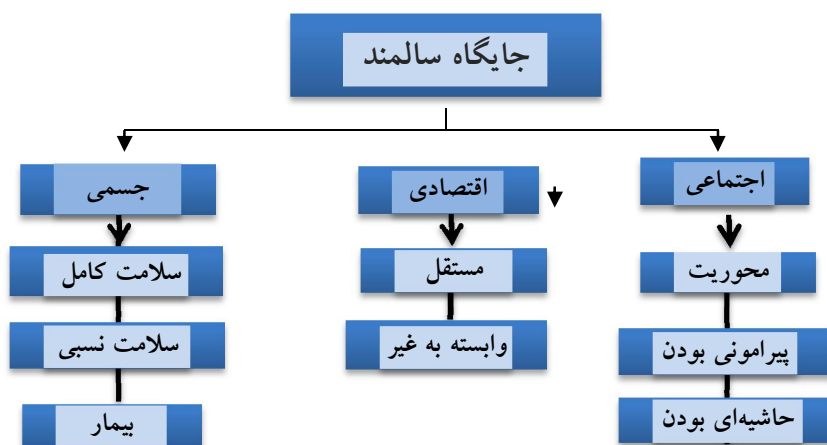 جایگاه سالمند
اجتماعی
محوریت
پیرامونی بودن
حاشیه‌ای بودن
اقتصادی
مستقل
وابسته به غیر
جسمی
سلامت کامل
سلامت نسبی
بیمار